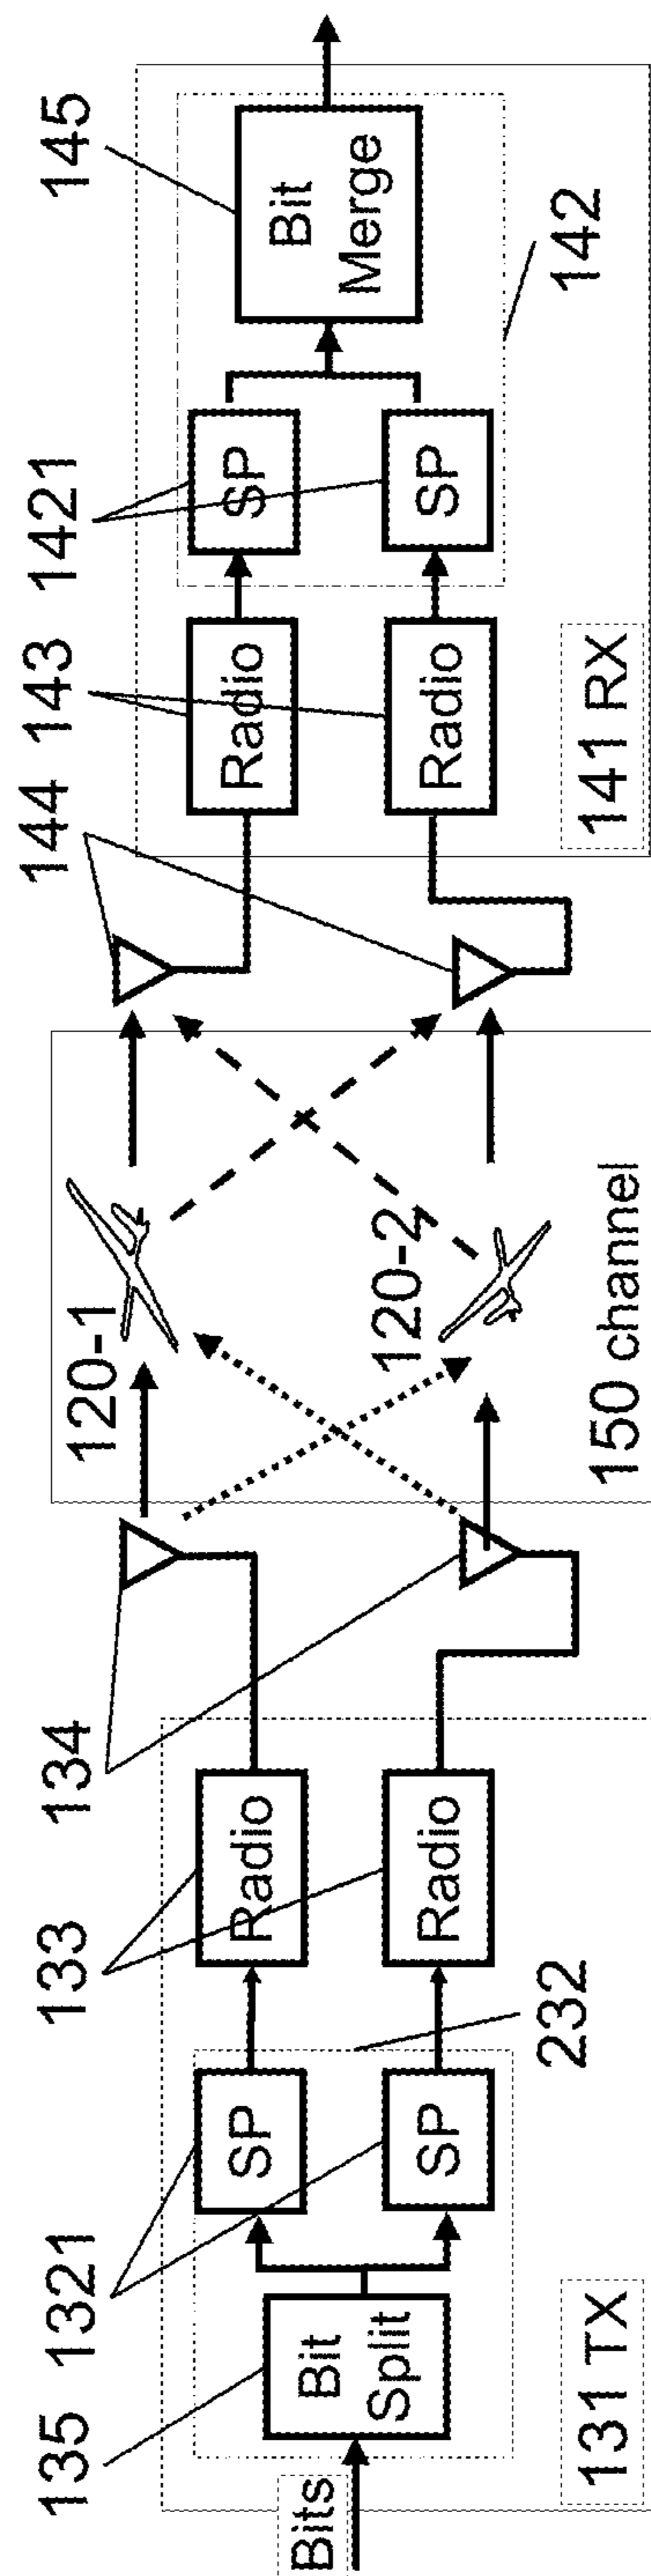 Bits
135
Bit
Split
1321
SP
SP
232
133
Radio
Radio
131 TX
134
120-1
120-2
150 channel
144
143
Radio
Radio
1421
SP
SP
145
Bit
Merge
142
141 RX